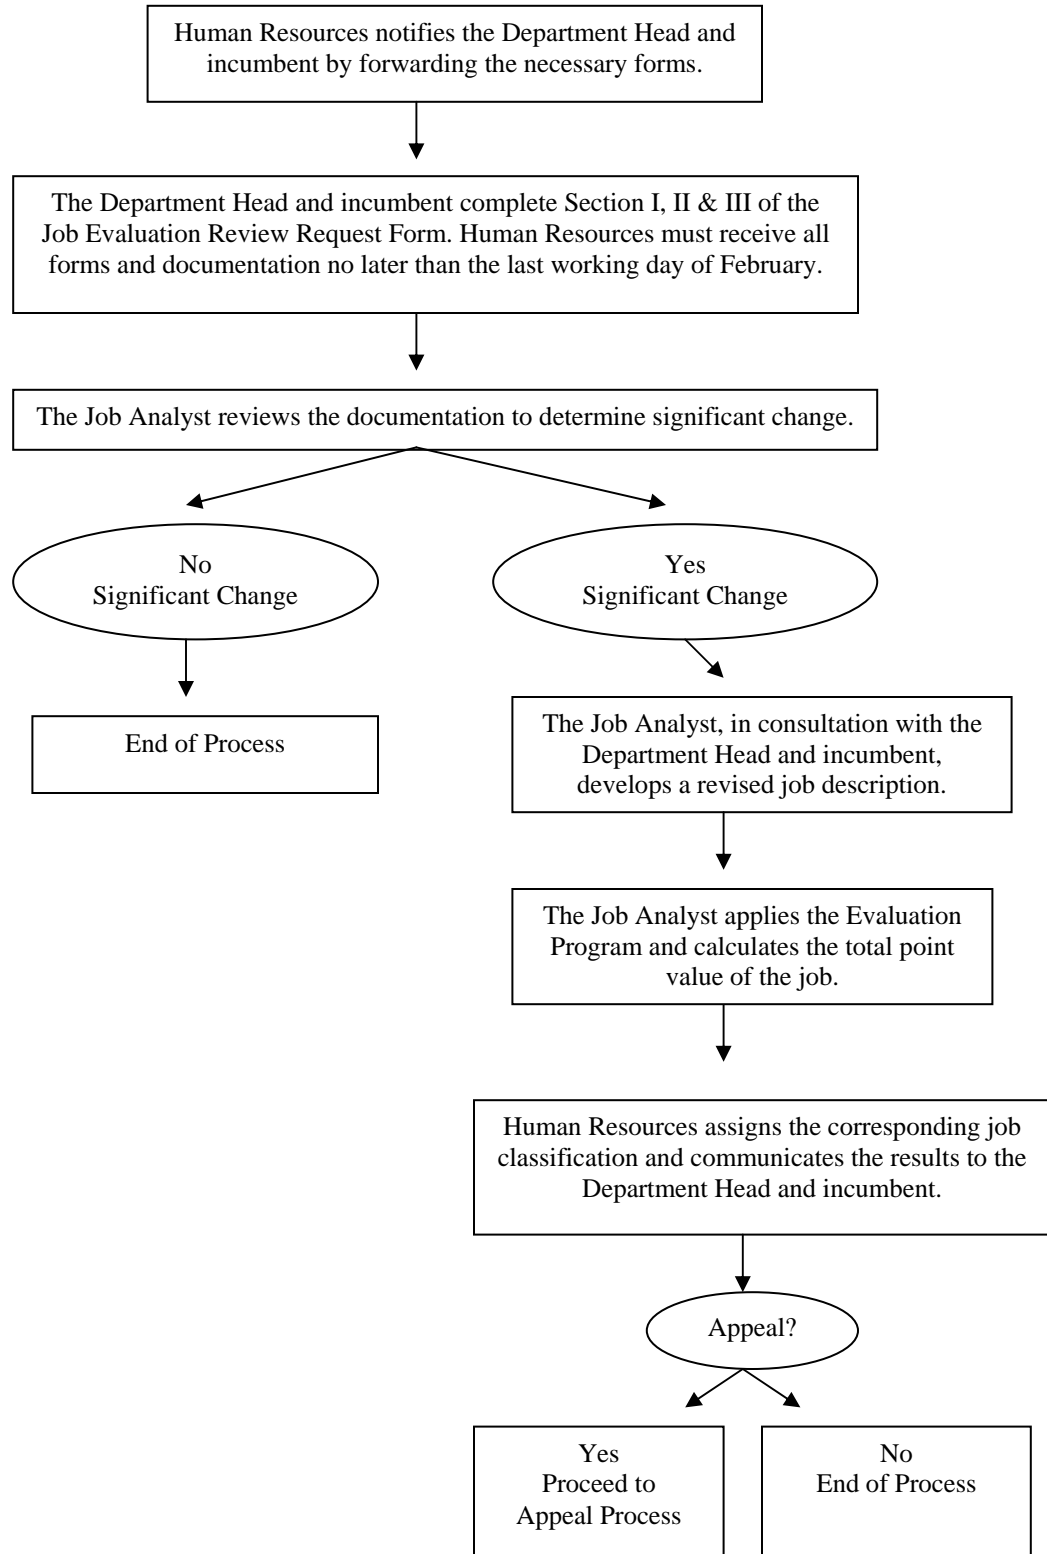 Human Resources notifies the Department Head and
incumbent by forwarding the necessary forms.
The Department Head and incumbent complete Section I, II & III of the
Job Evaluation Review Request Form. Human Resources must receive all
forms and documentation no later than the last working day of February.
The Job Analyst reviews the documentation to determine significant change.
No
Significant Change
Yes
Significant Change
End of Process
The Job Analyst, in consultation with the
Department Head and incumbent,
develops a revised job description.
The Job Analyst applies the Evaluation
Program and calculates the total point
value of the job.
Human Resources assigns the corresponding job
classification and communicates the results to the
Department Head and incumbent.
Appeal?
Yes
Proceed to
Appeal Process
No
End of Process